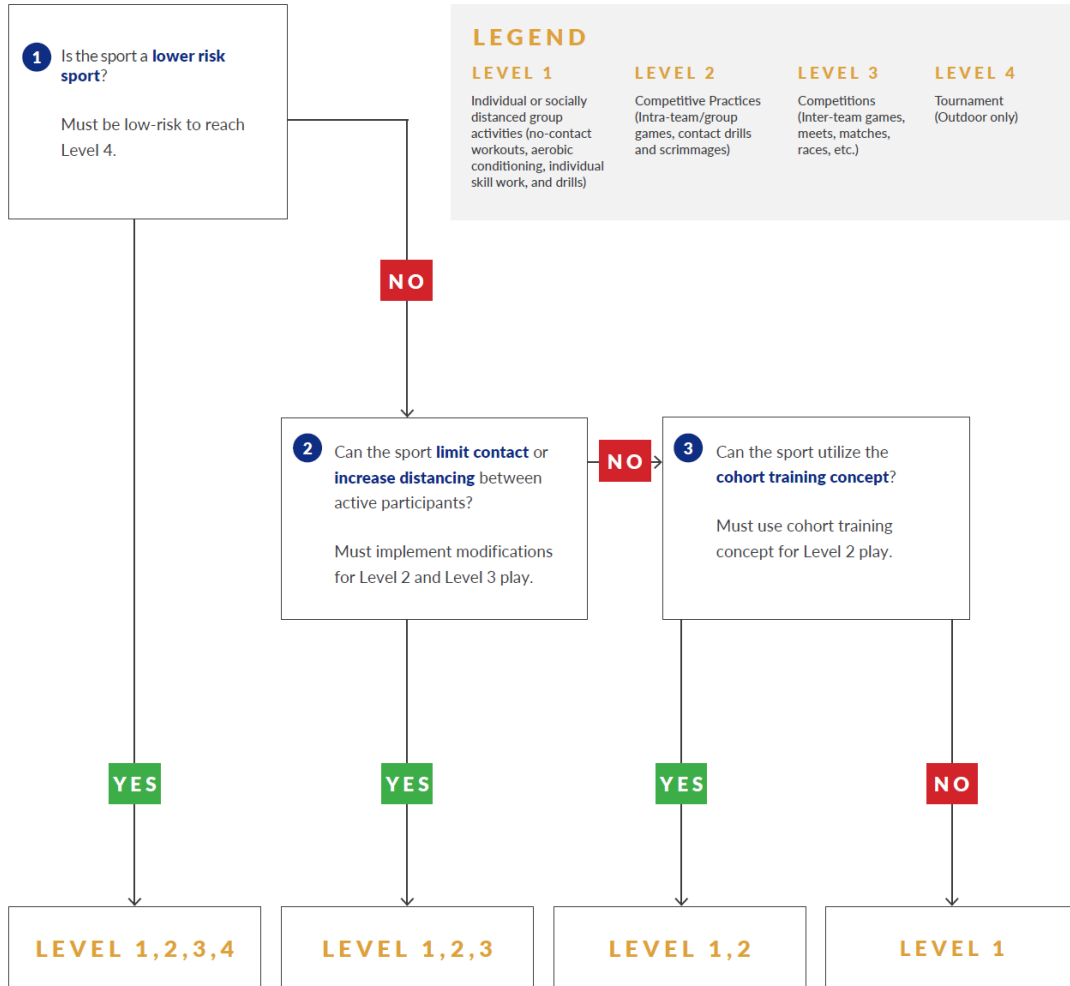 1 Is the sport a lower risk
sport?
Must be low-risk to reach
Level 4.
LEGEND
LEVEL 1
Individual or socially
distanced group
activities (no-contact
workouts, aerobic
conditioning, individual
skill work, and drills)
LEVEL 2
Competitive Practices
(Intra-team/group
games, contact drills
and scrimmages)
LEVEL 3
Competitions
(Inter-team games,
meets, matches,
races, etc.)
LEVEL 4
Tournament
(Outdoor only)
NO
2 Can the sport limit contact or
increase distancing between
active participants?
Must implement modifications
for Level 2 and Level 3 play.
NO
3 Can the sport utilize the
cohort training concept?
Must use cohort training
concept for Level 2 play.
YES
YES
YES
NO
LEVEL 1,2,3,4
LEVEL 1,2,3
LEVEL 1,2
LEVEL 1